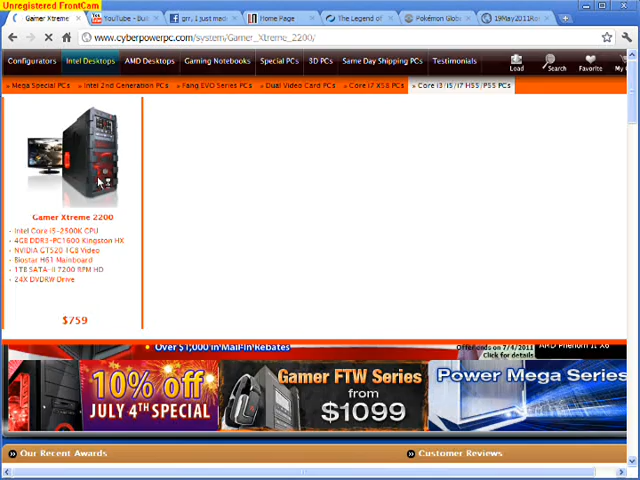 Unregistered FrontCam
Gamer Xtreme
YouTube - Buil
grr, I just made
Home Page
The Legend of
Pokémon Glob
19May2011Re
www.cyberpowerpc.com/system/Gamer_Xtreme_2200/
Configurators
Intel Desktops
AMD Desktops
Gaming Notebooks
Special PCs
3D PCs
Same Day Shipping PCs
Testimonials
Load
Search
Favorite
My
» Mega Special PCs
» Intel 2nd Generation PCs
» Fang EVO Series PCs
» Dual Video Card PCs
» Core i7 X58 PCs
» Core i3/i5/i7 H55/P55 PCs
Gamer Xtreme 2200
Intel Core i5-2500K CPU
4GB DDR3-PC1600 Kingston HX
NVIDIA GT520 1GB Video
Biostar H61 Mainboard
1TB SATA-II 7200 RPM HD
24X DVDRW Drive
$759
Over $1,000 in Mail-In Rebates
Offer ends on 7/4/2011
AMD Phenom II X6
Click for details
10% off
JULY 4TH SPECIAL
Gamer FTW Series
from
$1099
Power Mega Series
Our Recent Awards
Customer Reviews